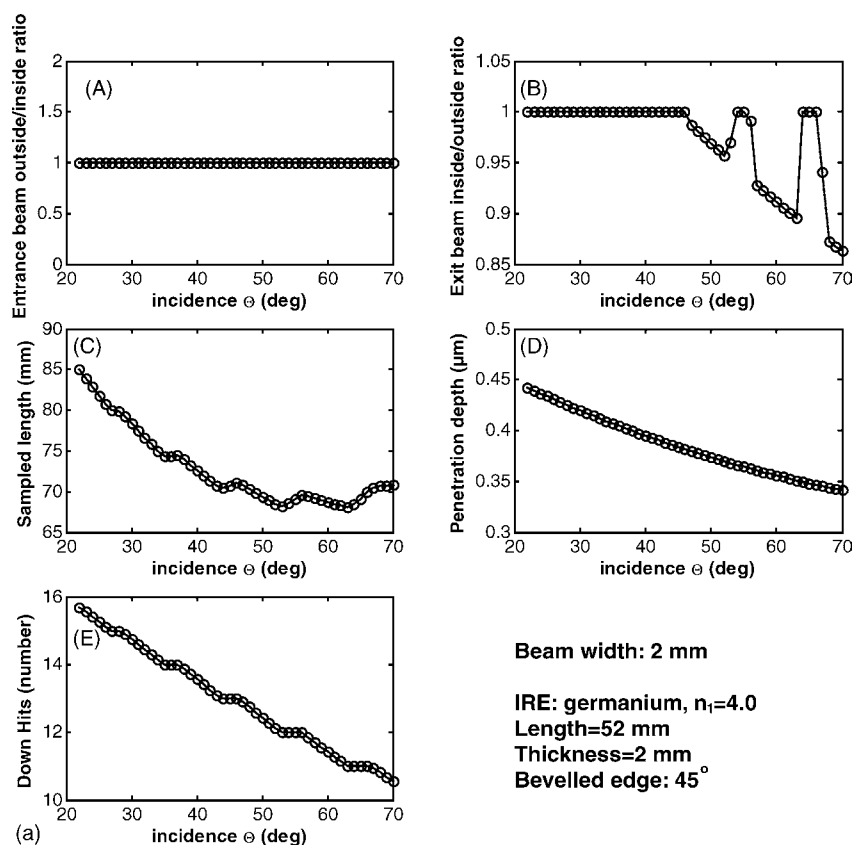 2
1.5
1
0.5
0
20 30 40 50 60 70
(A)
Entrance beam outside/inside ratio
incidence Θ (deg)
1.05
1
0.95
0.9
0.85
20 30 40 50 60 70
(B)
Exit beam inside/outside ratio
incidence Θ (deg)
90
85
80
75
70
65
20 30 40 50 60 70
(C)
Sampled length (mm)
incidence Θ (deg)
0.5
0.45
0.4
0.35
0.3
20 30 40 50 60 70
(D)
Penetration depth (μm)
incidence Θ (deg)
16
14
12
10
20 30 40 50 60 70
(E)
Down Hits (number)
incidence Θ (deg)
Beam width: 2 mm
IRE: germanium, n₁=4.0
Length=52 mm
Thickness=2 mm
Bevelled edge: 45°
(a)